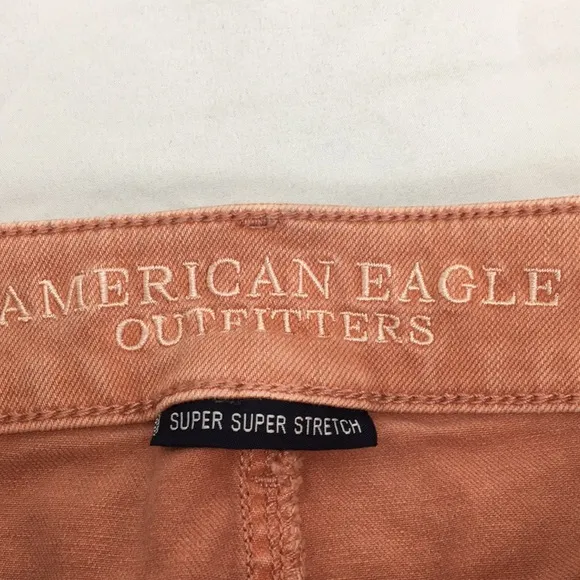 AMERICAN EAGLE
OUTFITTERS
SUPER SUPER STRETCH